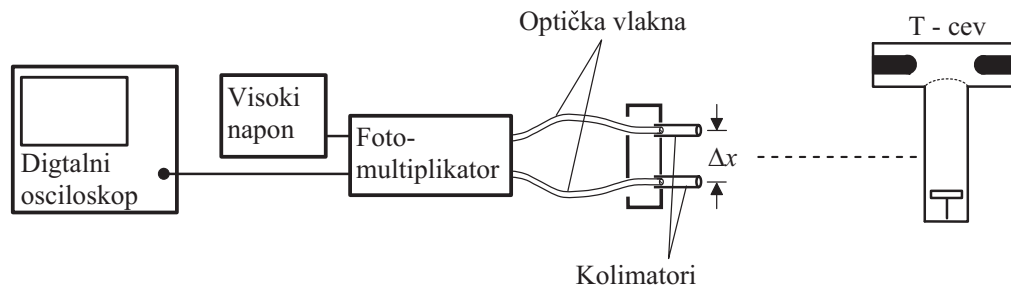 Optička vlakna
T - cev
Visoki
napon
Foto-
multiplikator
Digtalni
osciloskop
Δx
Kolimatori